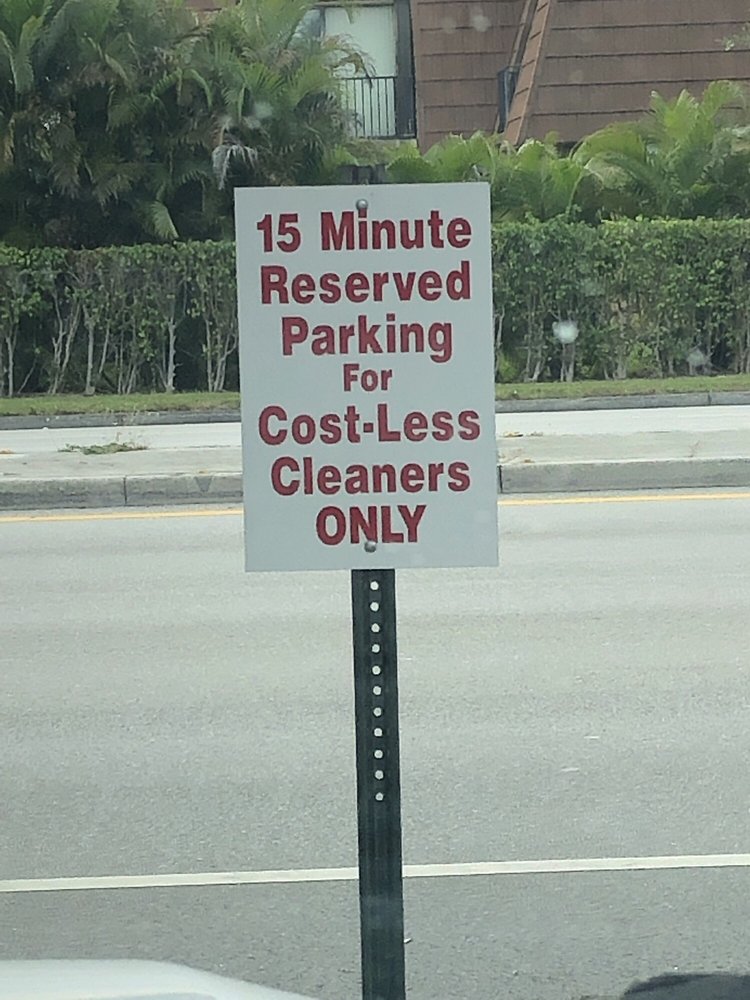 15 Minute
Reserved
Parking
For
Cost-Less
Cleaners
ONLY